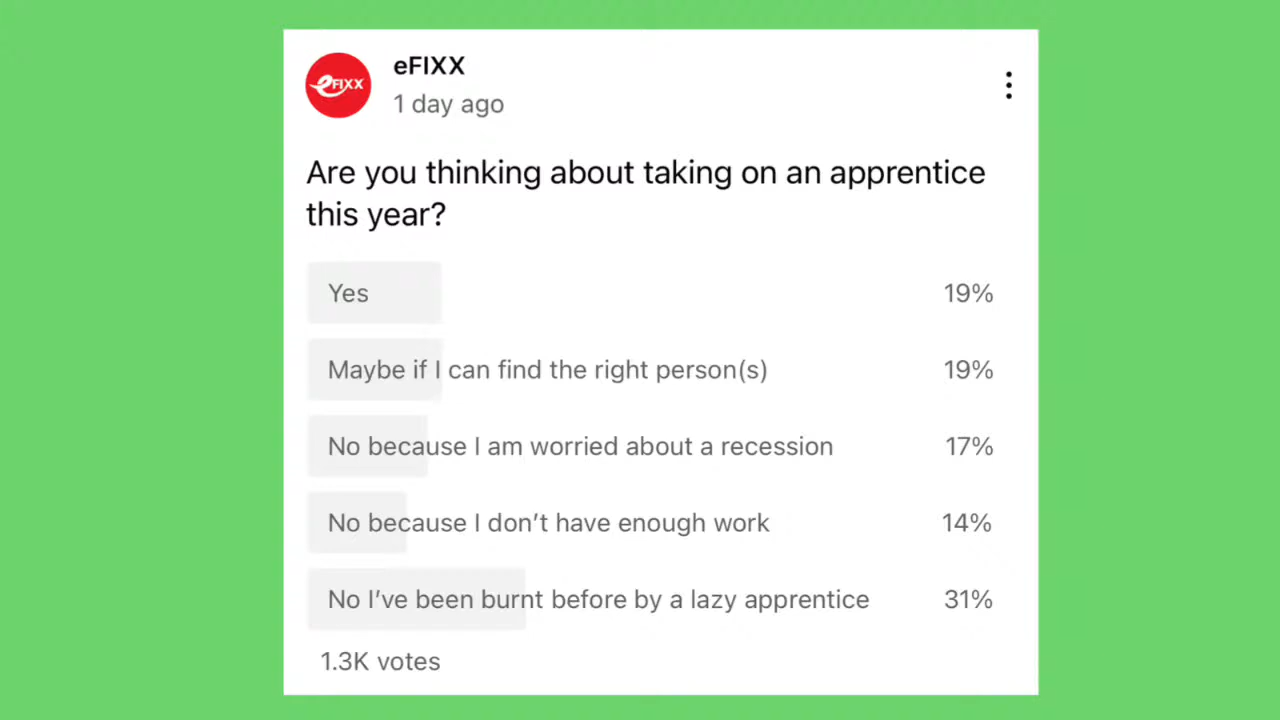 eFIXX
eFIXX
1 day ago
Are you thinking about taking on an apprentice
this year?
Yes 19%
Maybe if I can find the right person(s) 19%
No because I am worried about a recession 17%
No because I don’t have enough work 14%
No I’ve been burnt before by a lazy apprentice 31%
1.3K votes